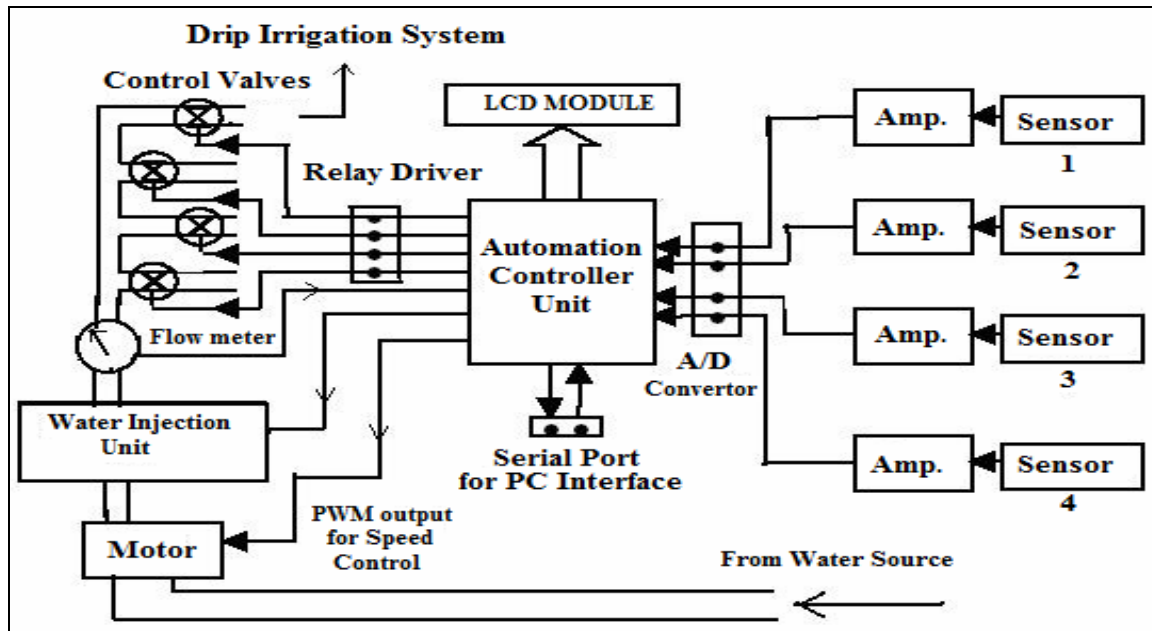 Drip Irrigation System
Control Valves
LCD MODULE
Relay Driver
Amp.
Sensor
1
Automation
Controller
Unit
Amp.
Sensor
2
Flow meter
A/D
Convertor
Amp.
Sensor
3
Water Injection
Unit
Serial Port
for PC Interface
Amp.
Sensor
4
Motor
PWM output
for Speed
Control
From Water Source